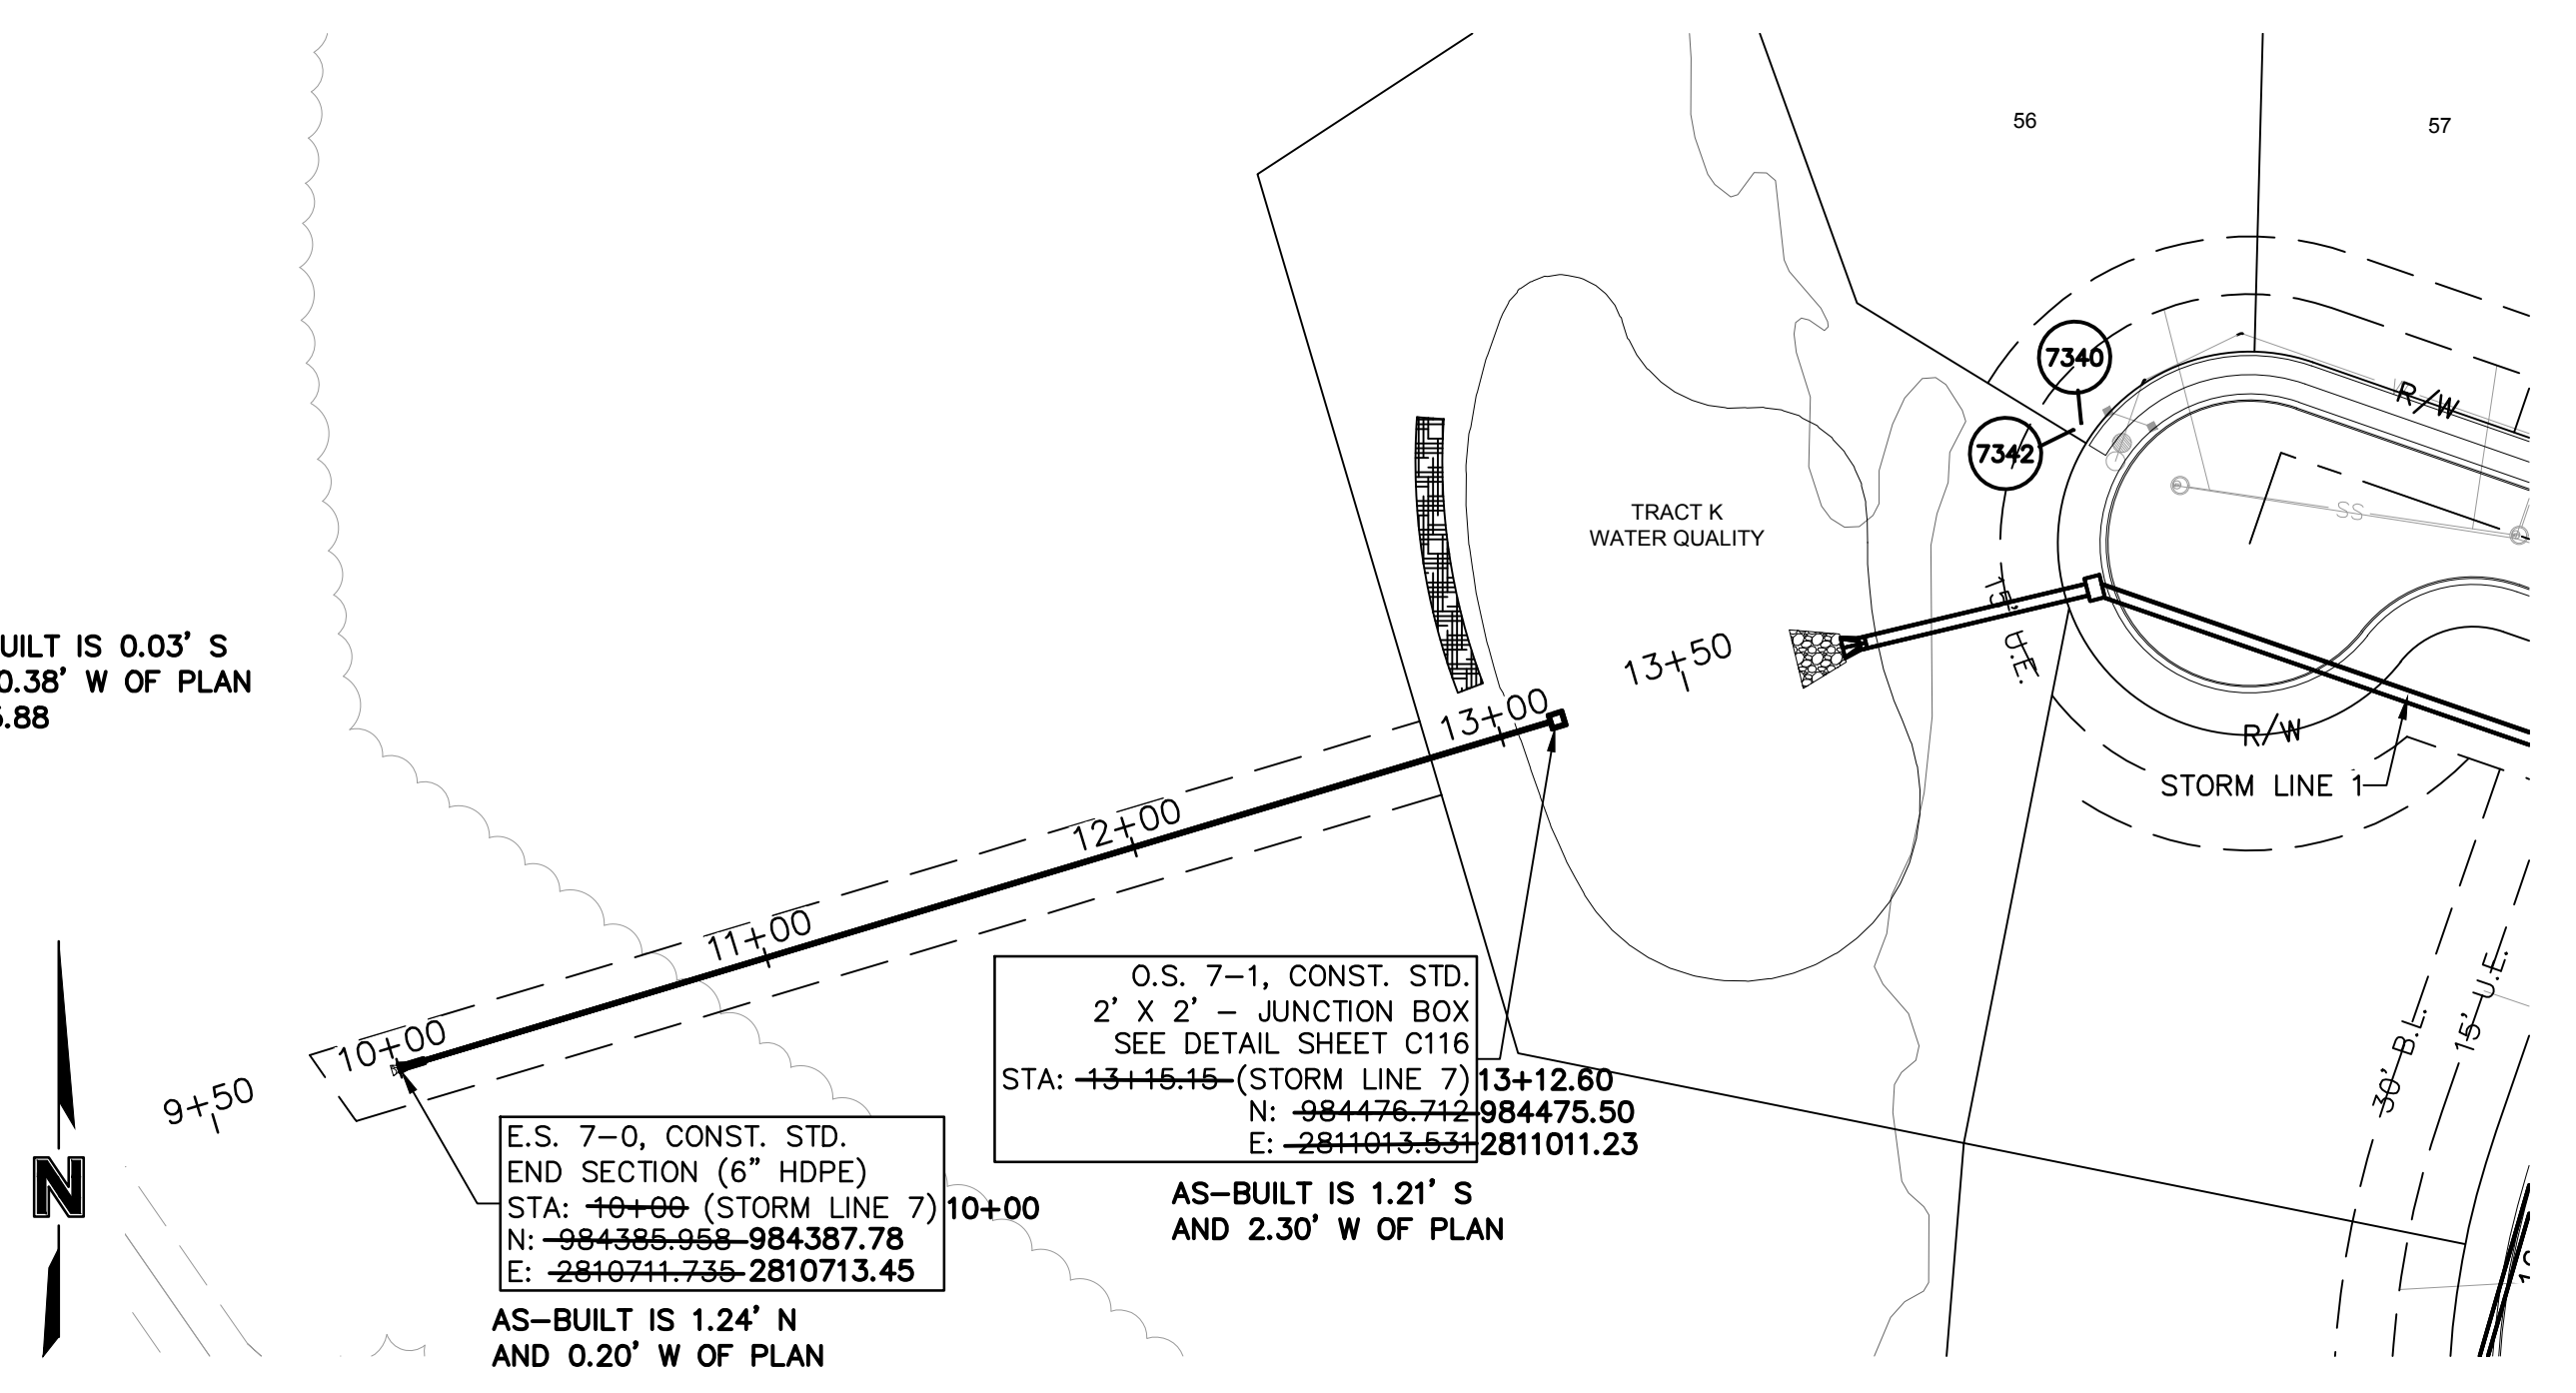 56
57
7340
7342
R/W
SS
TRACT K
WATER QUALITY
15' U.E.
13+50
UILT IS 0.03' S
0.38' W OF PLAN
.88
13+00
R/W
STORM LINE 1
12+00
11+00
10+00
9+50
30' B.L.
15' U.E.
N
O.S. 7-1, CONST. STD.
2' X 2' - JUNCTION BOX
SEE DETAIL SHEET C116
STA: 13+15.15 (STORM LINE 7) 13+12.60
N: 984476.712 984475.50
E: 2811013.531 2811011.23
AS-BUILT IS 1.21' S
AND 2.30' W OF PLAN
E.S. 7-0, CONST. STD.
END SECTION (6" HDPE)
STA: 10+00 (STORM LINE 7) 10+00
N: 984385.958 984387.78
E: 2810711.735 2810713.45
AS-BUILT IS 1.24' N
AND 0.20' W OF PLAN